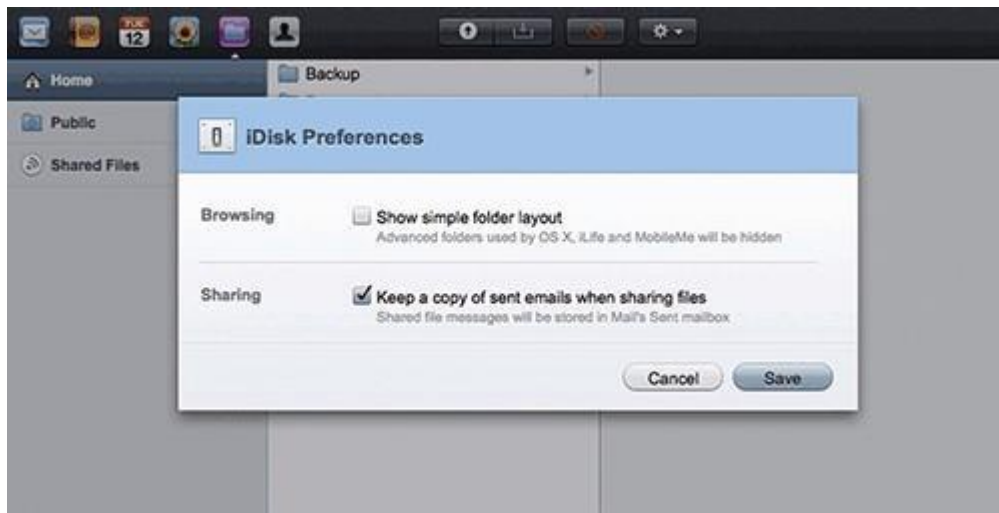 TUE
12
Home
Backup
Public
Shared Files
iDisk Preferences
Browsing
Show simple folder layout
Advanced folders used by OS X, iLife and MobileMe will be hidden
Sharing
Keep a copy of sent emails when sharing files
Shared file messages will be stored in Mail's Sent mailbox
Cancel
Save